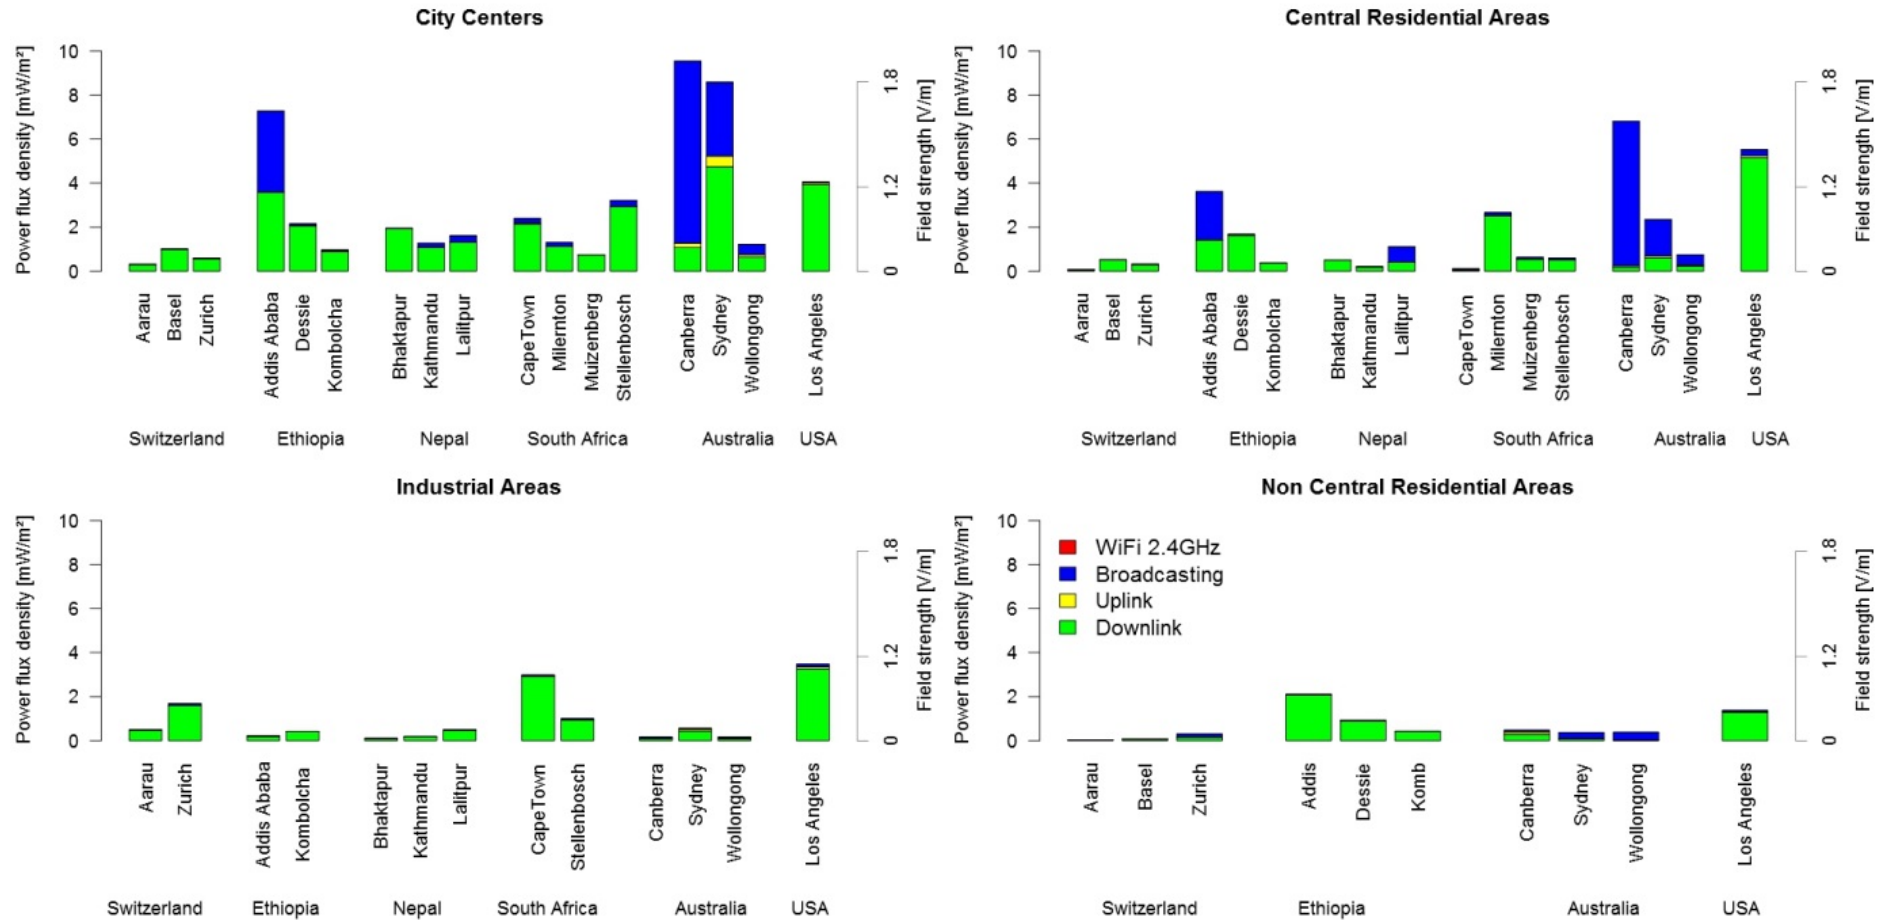 City Centers
Power flux density [mW/m²]
10
8
6
4
2
0
1.8
1.2
0
Field strength [V/m]
Aarau
Basel
Zurich
Addis Ababa
Dessie
Kombolcha
Bhaktapur
Kathmandu
Lalitpur
CapeTown
Milernton
Muizenberg
Stellenbosch
Canberra
Sydney
Wollongong
Los Angeles
Switzerland
Ethiopia
Nepal
South Africa
Australia
USA
Central Residential Areas
Power flux density [mW/m²]
10
8
6
4
2
0
1.8
1.2
0
Field strength [V/m]
Aarau
Basel
Zurich
Addis Ababa
Dessie
Kombolcha
Bhaktapur
Kathmandu
Lalitpur
CapeTown
Milernton
Muizenberg
Stellenbosch
Canberra
Sydney
Wollongong
Los Angeles
Switzerland
Ethiopia
Nepal
South Africa
Australia
USA
Industrial Areas
Power flux density [mW/m²]
10
8
6
4
2
0
1.8
1.2
0
Field strength [V/m]
Aarau
Zurich
Addis Ababa
Kombolcha
Bhaktapur
Kathmandu
Lalitpur
CapeTown
Stellenbosch
Canberra
Sydney
Wollongong
Los Angeles
Switzerland
Ethiopia
Nepal
South Africa
Australia
USA
Non Central Residential Areas
Power flux density [mW/m²]
10
8
6
4
2
0
WiFi 2.4GHz
Broadcasting
Uplink
Downlink
1.8
1.2
0
Field strength [V/m]
Aarau
Basel
Zurich
Addis
Dessie
Komb
Canberra
Sydney
Wollongong
Los Angeles
Switzerland
Ethiopia
Australia
USA